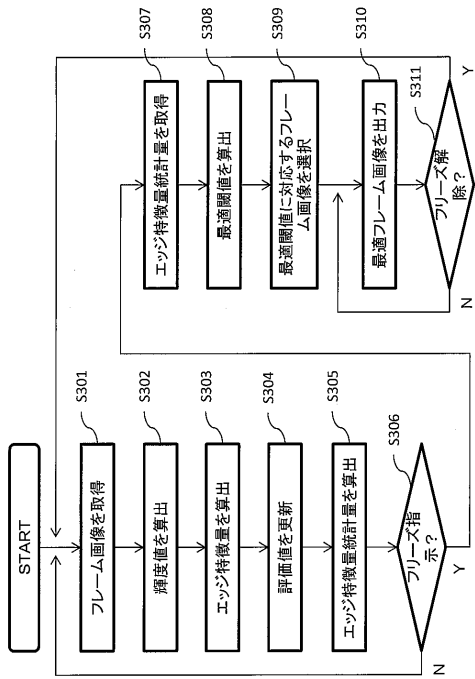 START
フレーム画像を取得
S301
輝度値を算出
S302
エッジ特徴量を算出
S303
評価値を更新
S304
エッジ特徴量統計量を算出
S305
フリーズ指
示?
S306
N
Y
エッジ特徴量統計量を取得
S307
最適閾値を算出
S308
最適閾値に対応するフレー
ム画像を選択
S309
最適フレーム画像を出力
S310
フリーズ解
除?
S311
N
Y